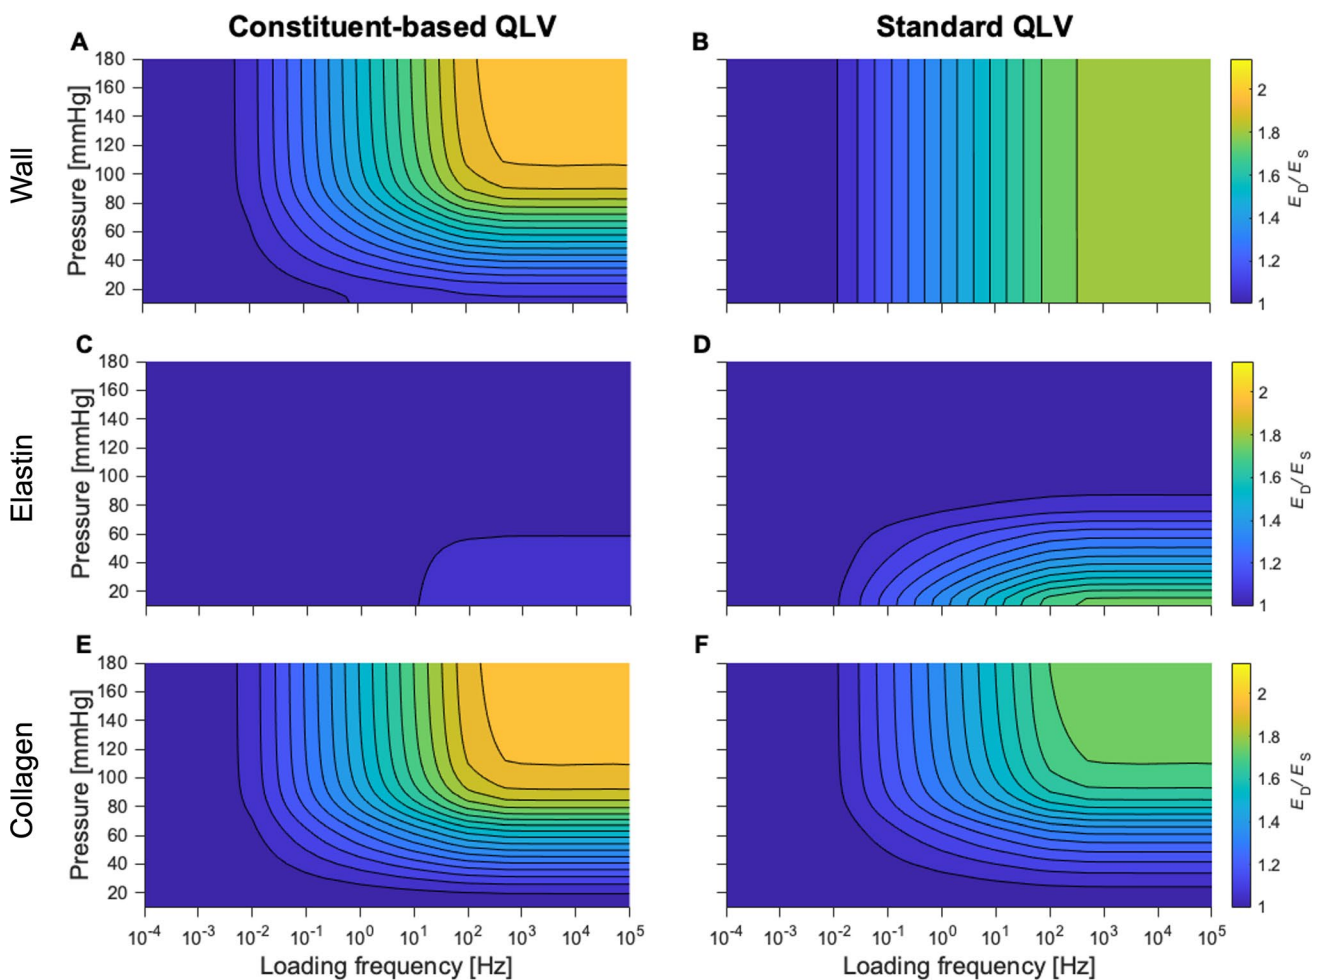 Constituent-based QLV
Standard QLV
A
B
Wall
Pressure [mmHg]
180
160
140
120
100
80
60
40
20
2
1.8
1.6
1.4
1.2
1
E_D / E_S
C
D
Elastin
Pressure [mmHg]
180
160
140
120
100
80
60
40
20
2
1.8
1.6
1.4
1.2
1
E_D / E_S
E
F
Collagen
Pressure [mmHg]
180
160
140
120
100
80
60
40
20
2
1.8
1.6
1.4
1.2
1
E_D / E_S
10^-4 10^-3 10^-2 10^-1 10^0 10^1 10^2 10^3 10^4 10^5
10^-4 10^-3 10^-2 10^-1 10^0 10^1 10^2 10^3 10^4 10^5
Loading frequency [Hz]
Loading frequency [Hz]